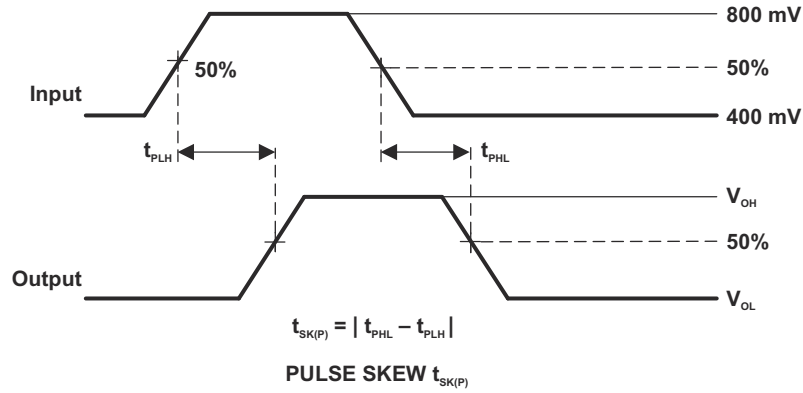 800 mV
50%
50%
Input
400 mV
tPLH
tPHL
VOH
50%
Output
VOL
tSK(P) = | tPHL – tPLH |
PULSE SKEW tSK(P)